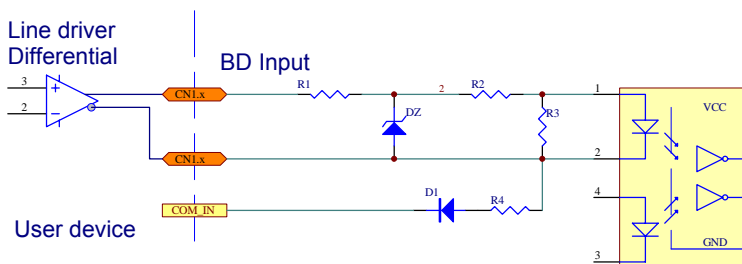 Line driver
Differential
BD Input
3
2
CN1.x
R1
2
R2
1
DZ
R3
VCC
CN1.x
2
COM_IN
D1
R4
4
User device
GND
3